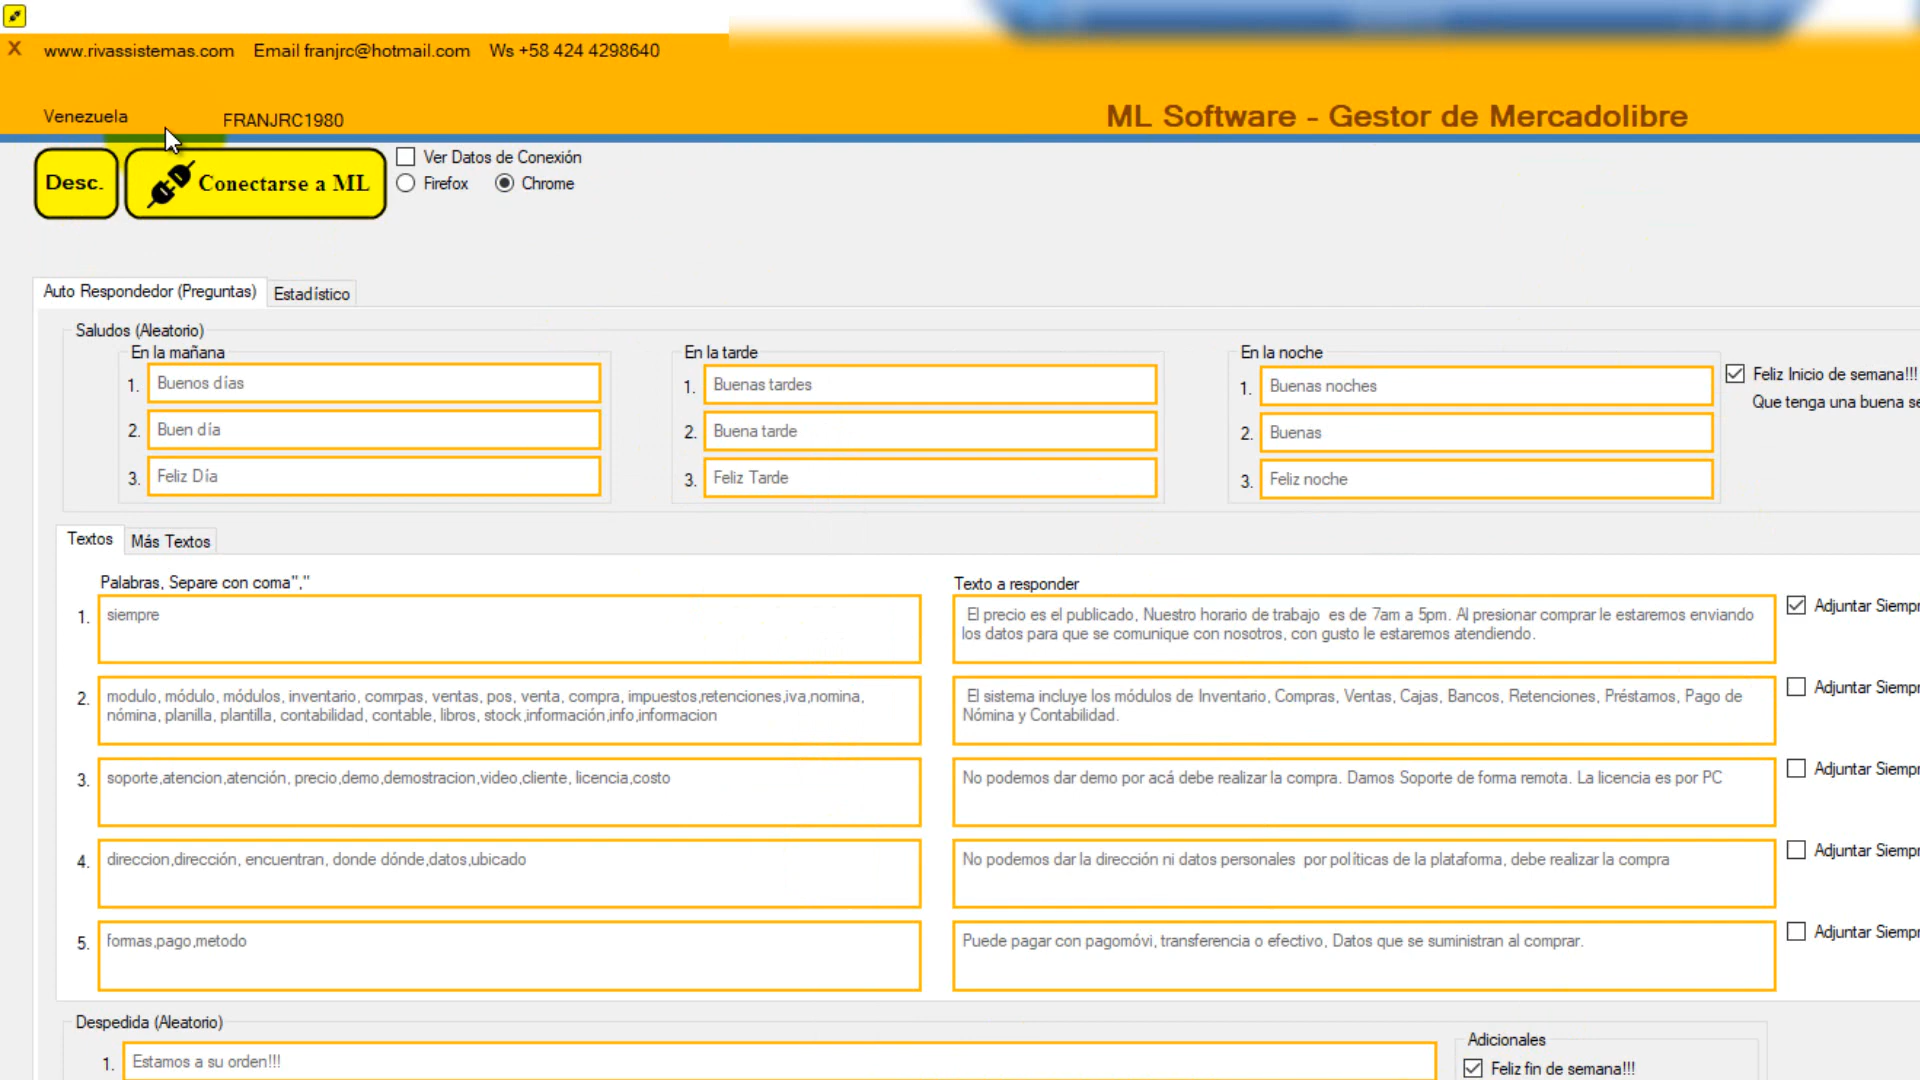 X www.rivassistemas.com Email franjrc@hotmail.com Ws +58 424 4298640
Venezuela FRANJRC1980
ML Software - Gestor de Mercadolibre
Desc. Conectarse a ML
Ver Datos de Conexión
Firefox Chrome
Auto Respondedor (Preguntas) Estadístico
Saludos (Aleatorio)
En la mañana
1. Buenos días
2. Buen día
3. Feliz Día
En la tarde
1. Buenas tardes
2. Buena tarde
3. Feliz Tarde
En la noche
1. Buenas noches
2. Buenas
3. Feliz noche
Feliz Inicio de semana!!!
Que tenga una buena
Textos Más Textos
Palabras, Separe con coma","
Texto a responder
1. siempre
El precio es el publicado, Nuestro horario de trabajo es de 7am a 5pm. Al presionar comprar le estaremos enviando
los datos para que se comunique con nosotros, con gusto le estaremos atendiendo.
Adjuntar Siempr
2. modulo, módulo, módulos, inventario, comrpas, ventas, pos, venta, compra, impuestos,retenciones,iva,nomina,
nómina, planilla, plantilla, contabilidad, contable, libros, stock,información,info,informacion
El sistema incluye los módulos de Inventario, Compras, Ventas, Cajas, Bancos, Retenciones, Préstamos, Pago de
Nómina y Contabilidad.
Adjuntar Siempr
3. soporte,atencion,atención, precio,demo,demostracion,video,cliente, licencia,costo
No podemos dar demo por acá debe realizar la compra. Damos Soporte de forma remota. La licencia es por PC
Adjuntar Siempr
4. direccion,dirección, encuentran, donde dónde,datos,ubicado
No podemos dar la dirección ni datos personales por políticas de la plataforma, debe realizar la compra
Adjuntar Siempr
5. formas,pago,metodo
Puede pagar con pagomóvi, transferencia o efectivo, Datos que se suministran al comprar.
Adjuntar Siempr
Despedida (Aleatorio)
1. Estamos a su orden!!!
Adicionales
Feliz fin de semana!!!